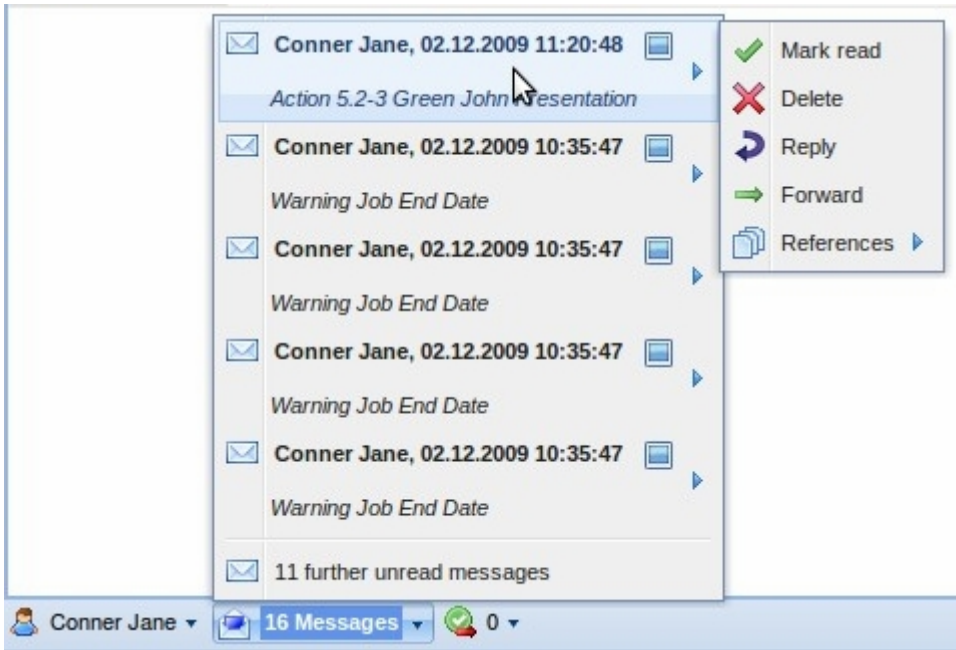 Conner Jane, 02.12.2009 11:20:48
Action 5.2-3 Green John
Conner Jane, 02.12.2009 10:35:47
Warning Job End Date
Conner Jane, 02.12.2009 10:35:47
Warning Job End Date
Conner Jane, 02.12.2009 10:35:47
Warning Job End Date
Conner Jane, 02.12.2009 10:35:47
Warning Job End Date
11 further unread messages
Mark read
Delete
Reply
Forward
References
Conner Jane
16 Messages
0